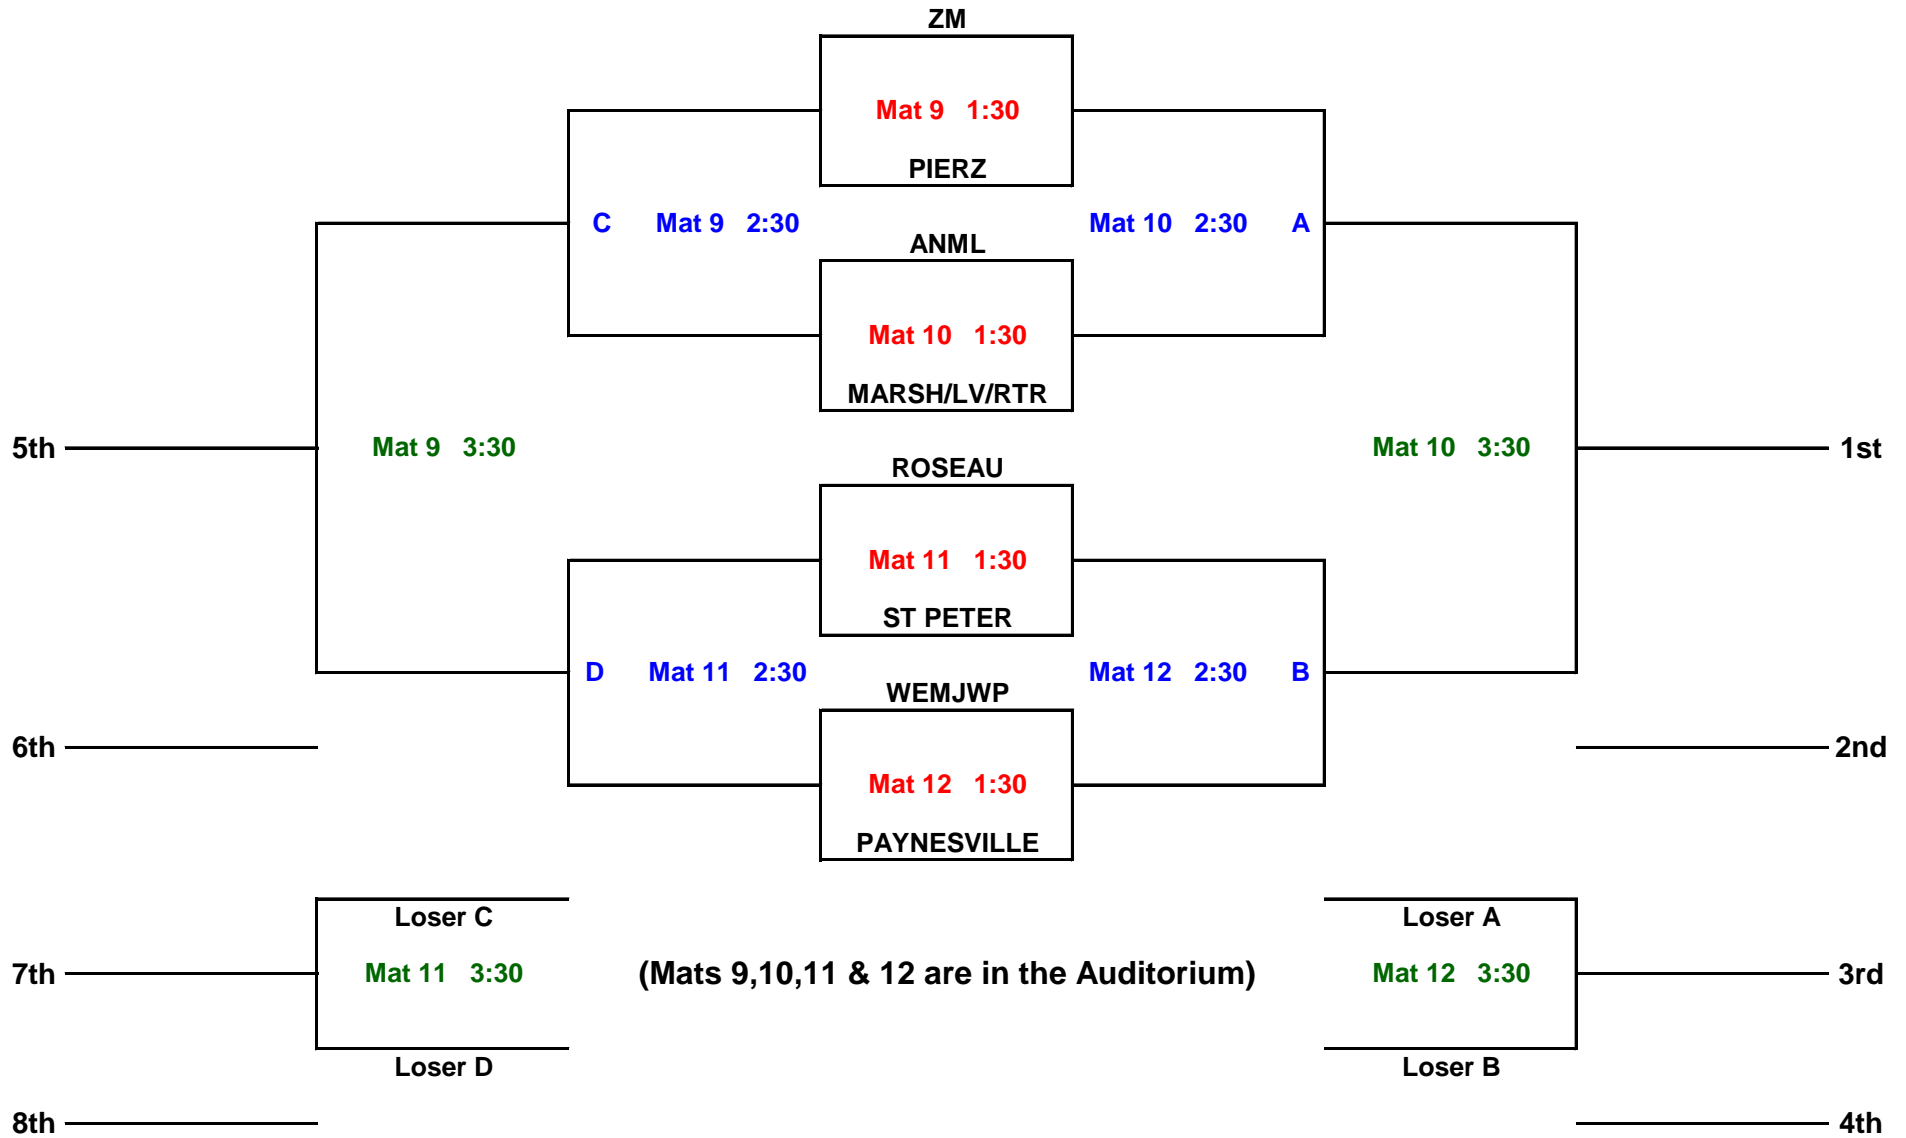 ZM
Mat 9 1:30
PIERZ
C Mat 9 2:30 Mat 10 2:30 A
ANML
Mat 10 1:30
MARSH/LV/RTR
5th Mat 9 3:30 Mat 10 3:30 1st
ROSEAU
Mat 11 1:30
ST PETER
D Mat 11 2:30 Mat 12 2:30 B
WEMJWP
6th 2nd
Mat 12 1:30
PAYNESVILLE
Loser C Loser A
7th Mat 11 3:30 (Mats 9,10,11 & 12 are in the Auditorium) Mat 12 3:30 3rd
Loser D Loser B
8th 4th